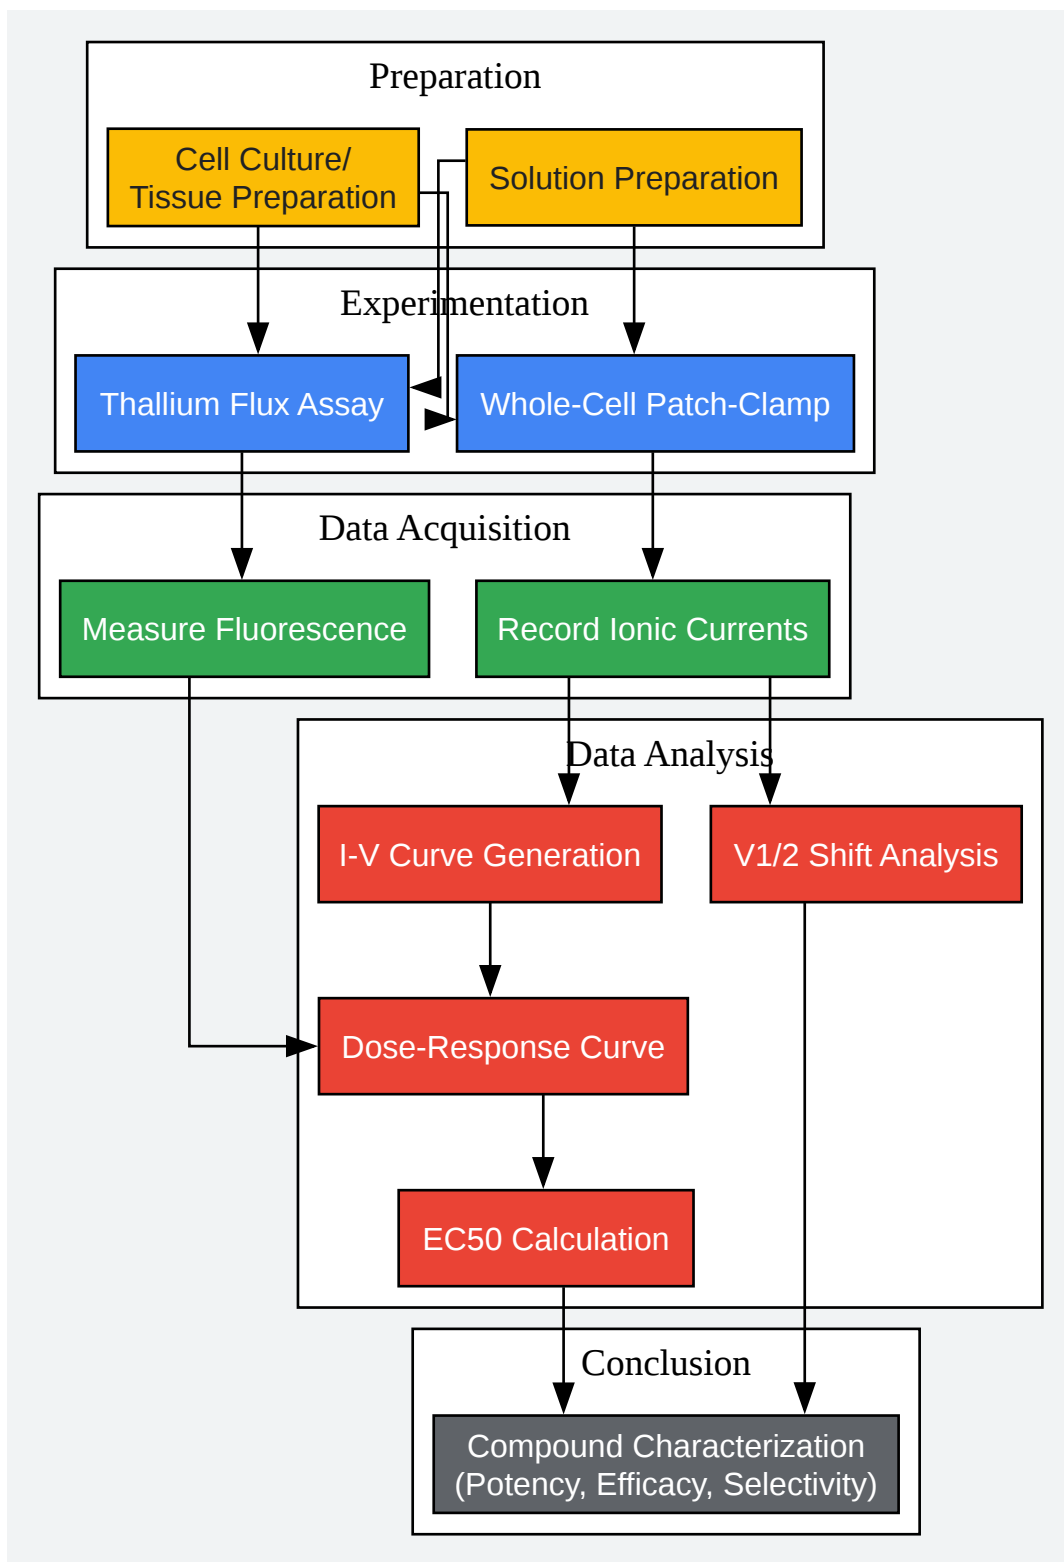 Preparation
Cell Culture/
Tissue Preparation
Solution Preparation
Experimentation
Thallium Flux Assay
Whole-Cell Patch-Clamp
Data Acquisition
Measure Fluorescence
Record Ionic Currents
Data Analysis
I-V Curve Generation
V1/2 Shift Analysis
Dose-Response Curve
EC50 Calculation
Conclusion
Compound Characterization
(Potency, Efficacy, Selectivity)